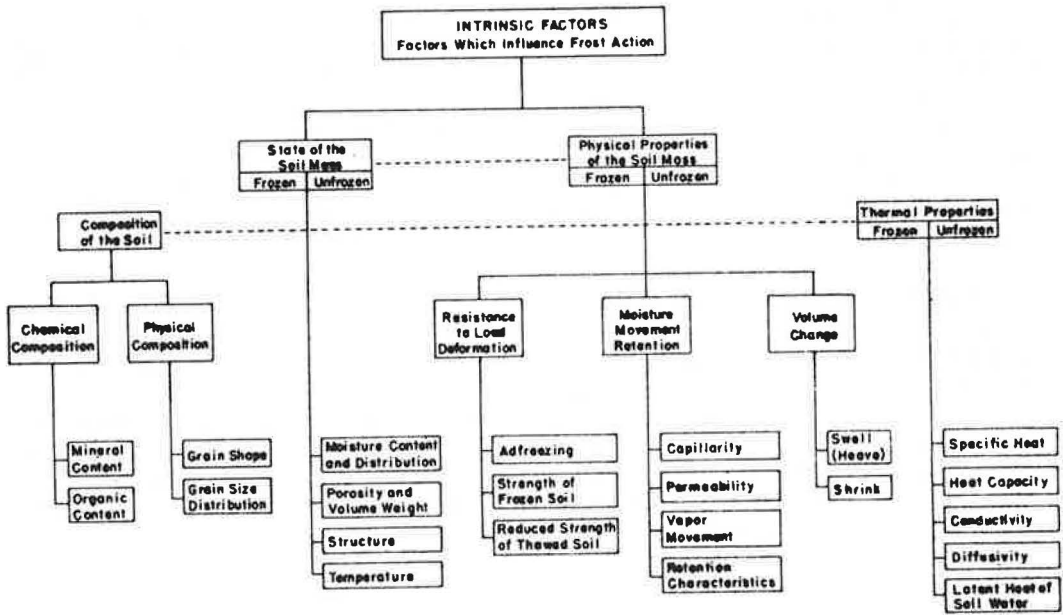 INTRINSIC FACTORS
Factors Which Influence Frost Action
State of the
Soil Mass
Frozen Unfrozen
Physical Properties
of the Soil Mass
Frozen Unfrozen
Composition
of the Soil
Thermal Properties
Frozen Unfrozen
Chemical
Composition
Physical
Composition
Resistance
to Load
Deformation
Moisture
Movement
Retention
Volume
Change
Mineral
Content
Organic
Content
Grain Shape
Grain Size
Distribution
Moisture Content
and Distribution
Porosity and
Volume Weight
Structure
Temperature
Adfreezing
Strength of
Frozen Soil
Reduced Strength
of Thawed Soil
Capillarity
Permeability
Vapor
Movement
Retention
Characteristics
Swell
(Heave)
Shrink
Specific Heat
Heat Capacity
Conductivity
Diffusivity
Latent Heat of
Soil Water